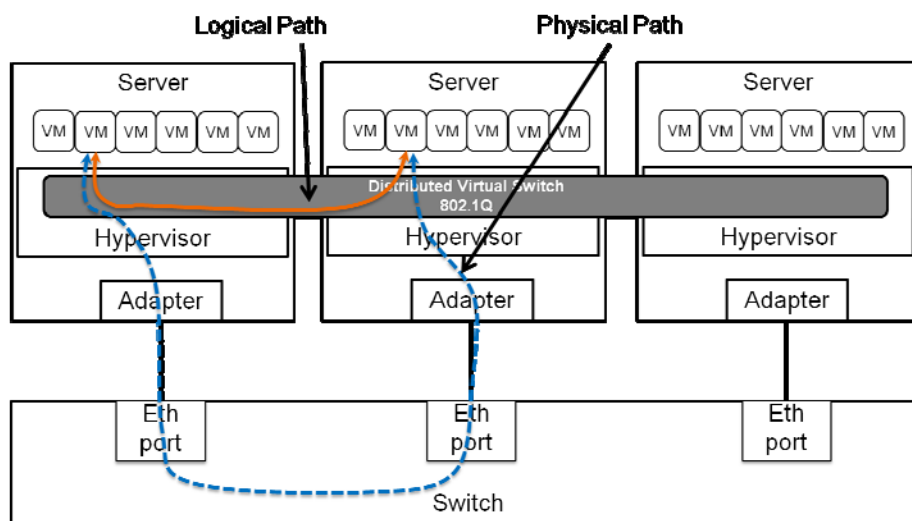 Logical Path
Physical Path
Server
Server
Server
VM VM VM VM VM VM
VM VM VM VM VM VM
VM VM VM VM VM VM
Distributed Virtual Switch
802.1Q
Hypervisor
Hypervisor
Hypervisor
Adapter
Adapter
Adapter
Eth
port
Eth
port
Eth
port
Switch